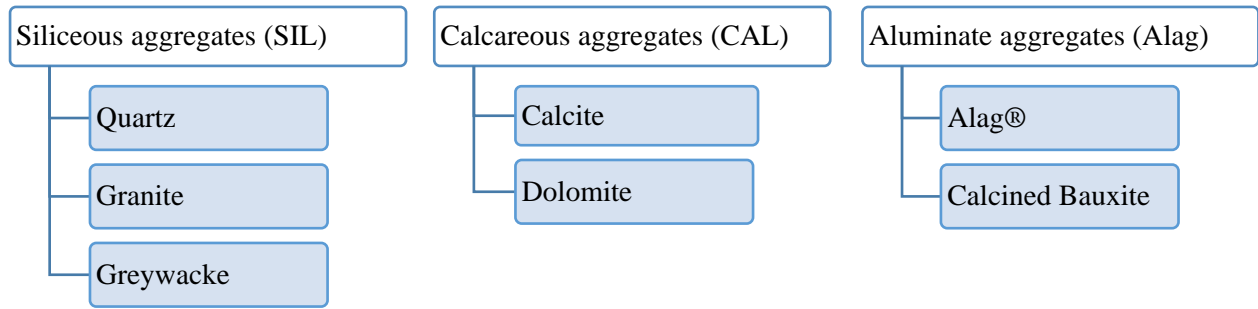 Siliceous aggregates (SIL)
Quartz
Granite
Greywacke
Calcareous aggregates (CAL)
Calcite
Dolomite
Aluminate aggregates (Alag)
Alag®
Calcined Bauxite